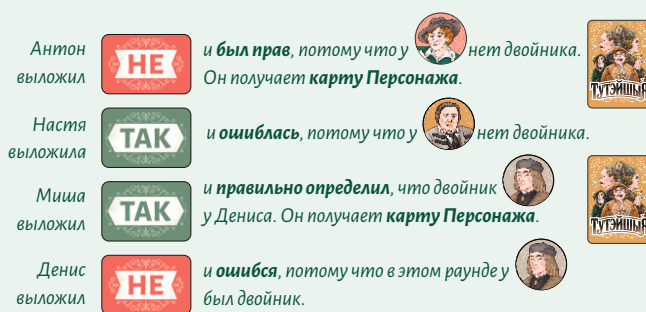 Антон выложил
НЕ
и был прав, потому что у нет двойника.
Он получает карту Персонажа.
ТУТЭЙШЫЯ
Настя выложила
ТАК
и ошиблась, потому что у нет двойника.
Миша выложил
ТАК
и правильно определил, что двойник
у Дениса. Он получает карту Персонажа.
ТУТЭЙШЫЯ
Денис выложил
НЕ
и ошибся, потому что в этом раунде у
был двойник.